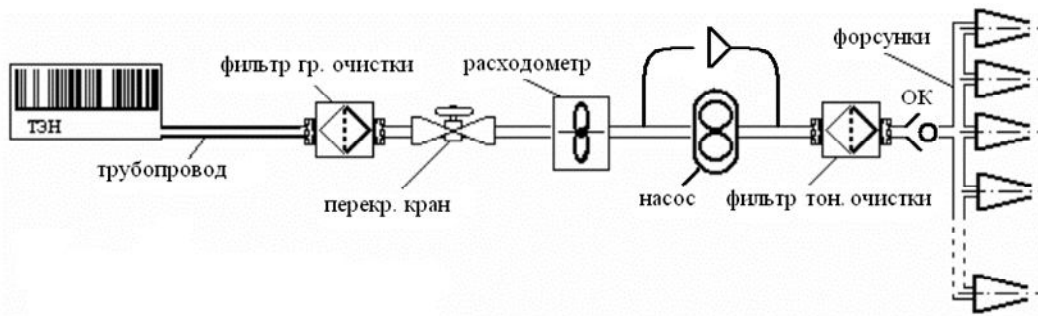 форсунки
расходометр
фильтр гр. очистки
ОК
ТЭН
трубопровод
перекр. кран
насос
фильтр тон. очистки